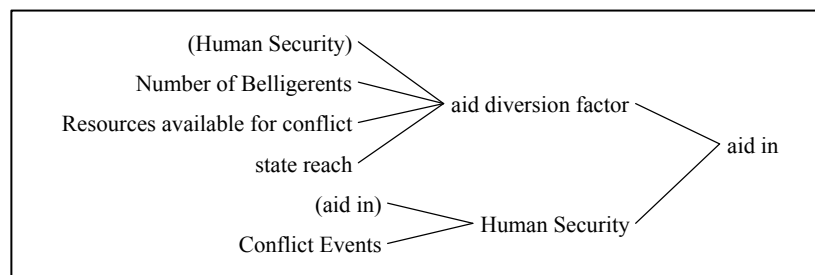 (Human Security)
Number of Belligerents
Resources available for conflict
state reach
aid diversion factor
(aid in)
Conflict Events
Human Security
aid in